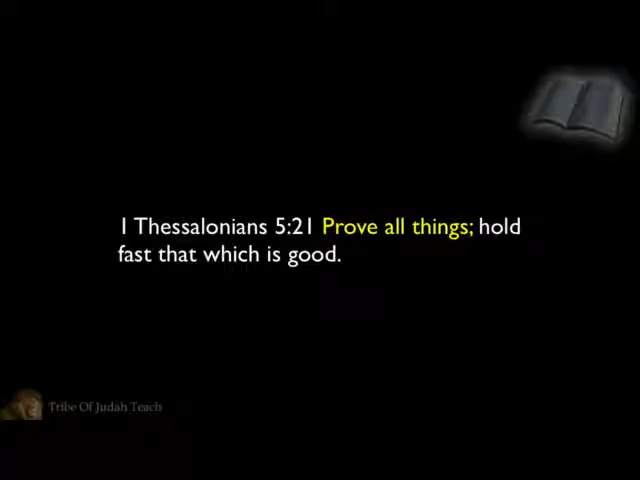 1 Thessalonians 5:21 Prove all things; hold
fast that which is good.
Tribe Of Judah Teach